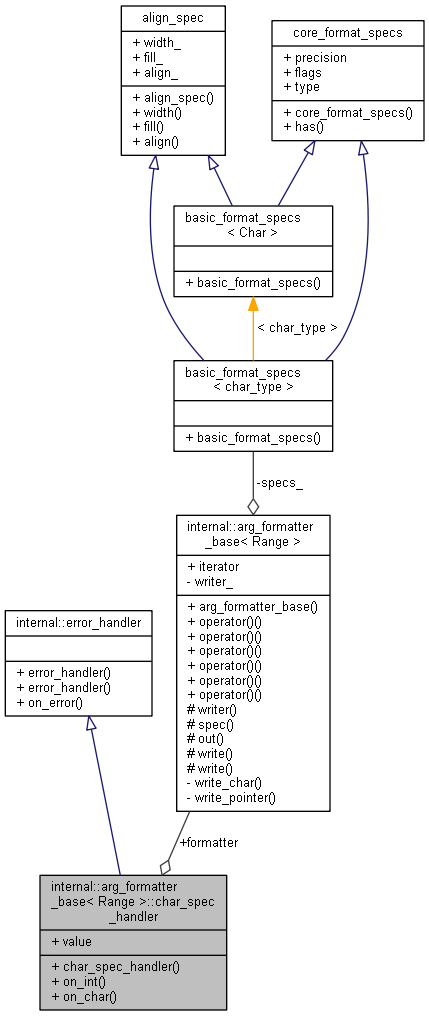 align_spec
+ width_
+ fill_
+ align_
+ align_spec()
+ width()
+ fill()
+ align()
core_format_specs
+ precision
+ flags
+ type
+ core_format_specs()
+ has()
basic_format_specs
< Char >
+ basic_format_specs()
< char_type >
basic_format_specs
< char_type >
+ basic_format_specs()
-specs_
internal::arg_formatter
_base< Range >
+ iterator
- writer_
+ arg_formatter_base()
+ operator()()
+ operator()()
+ operator()()
+ operator()()
+ operator()()
+ operator()()
# writer()
# spec()
# out()
# write()
# write()
- write_char()
- write_pointer()
internal::error_handler
+ error_handler()
+ error_handler()
+ on_error()
+formatter
internal::arg_formatter
_base< Range >::char_spec
_handler
+ value
+ char_spec_handler()
+ on_int()
+ on_char()